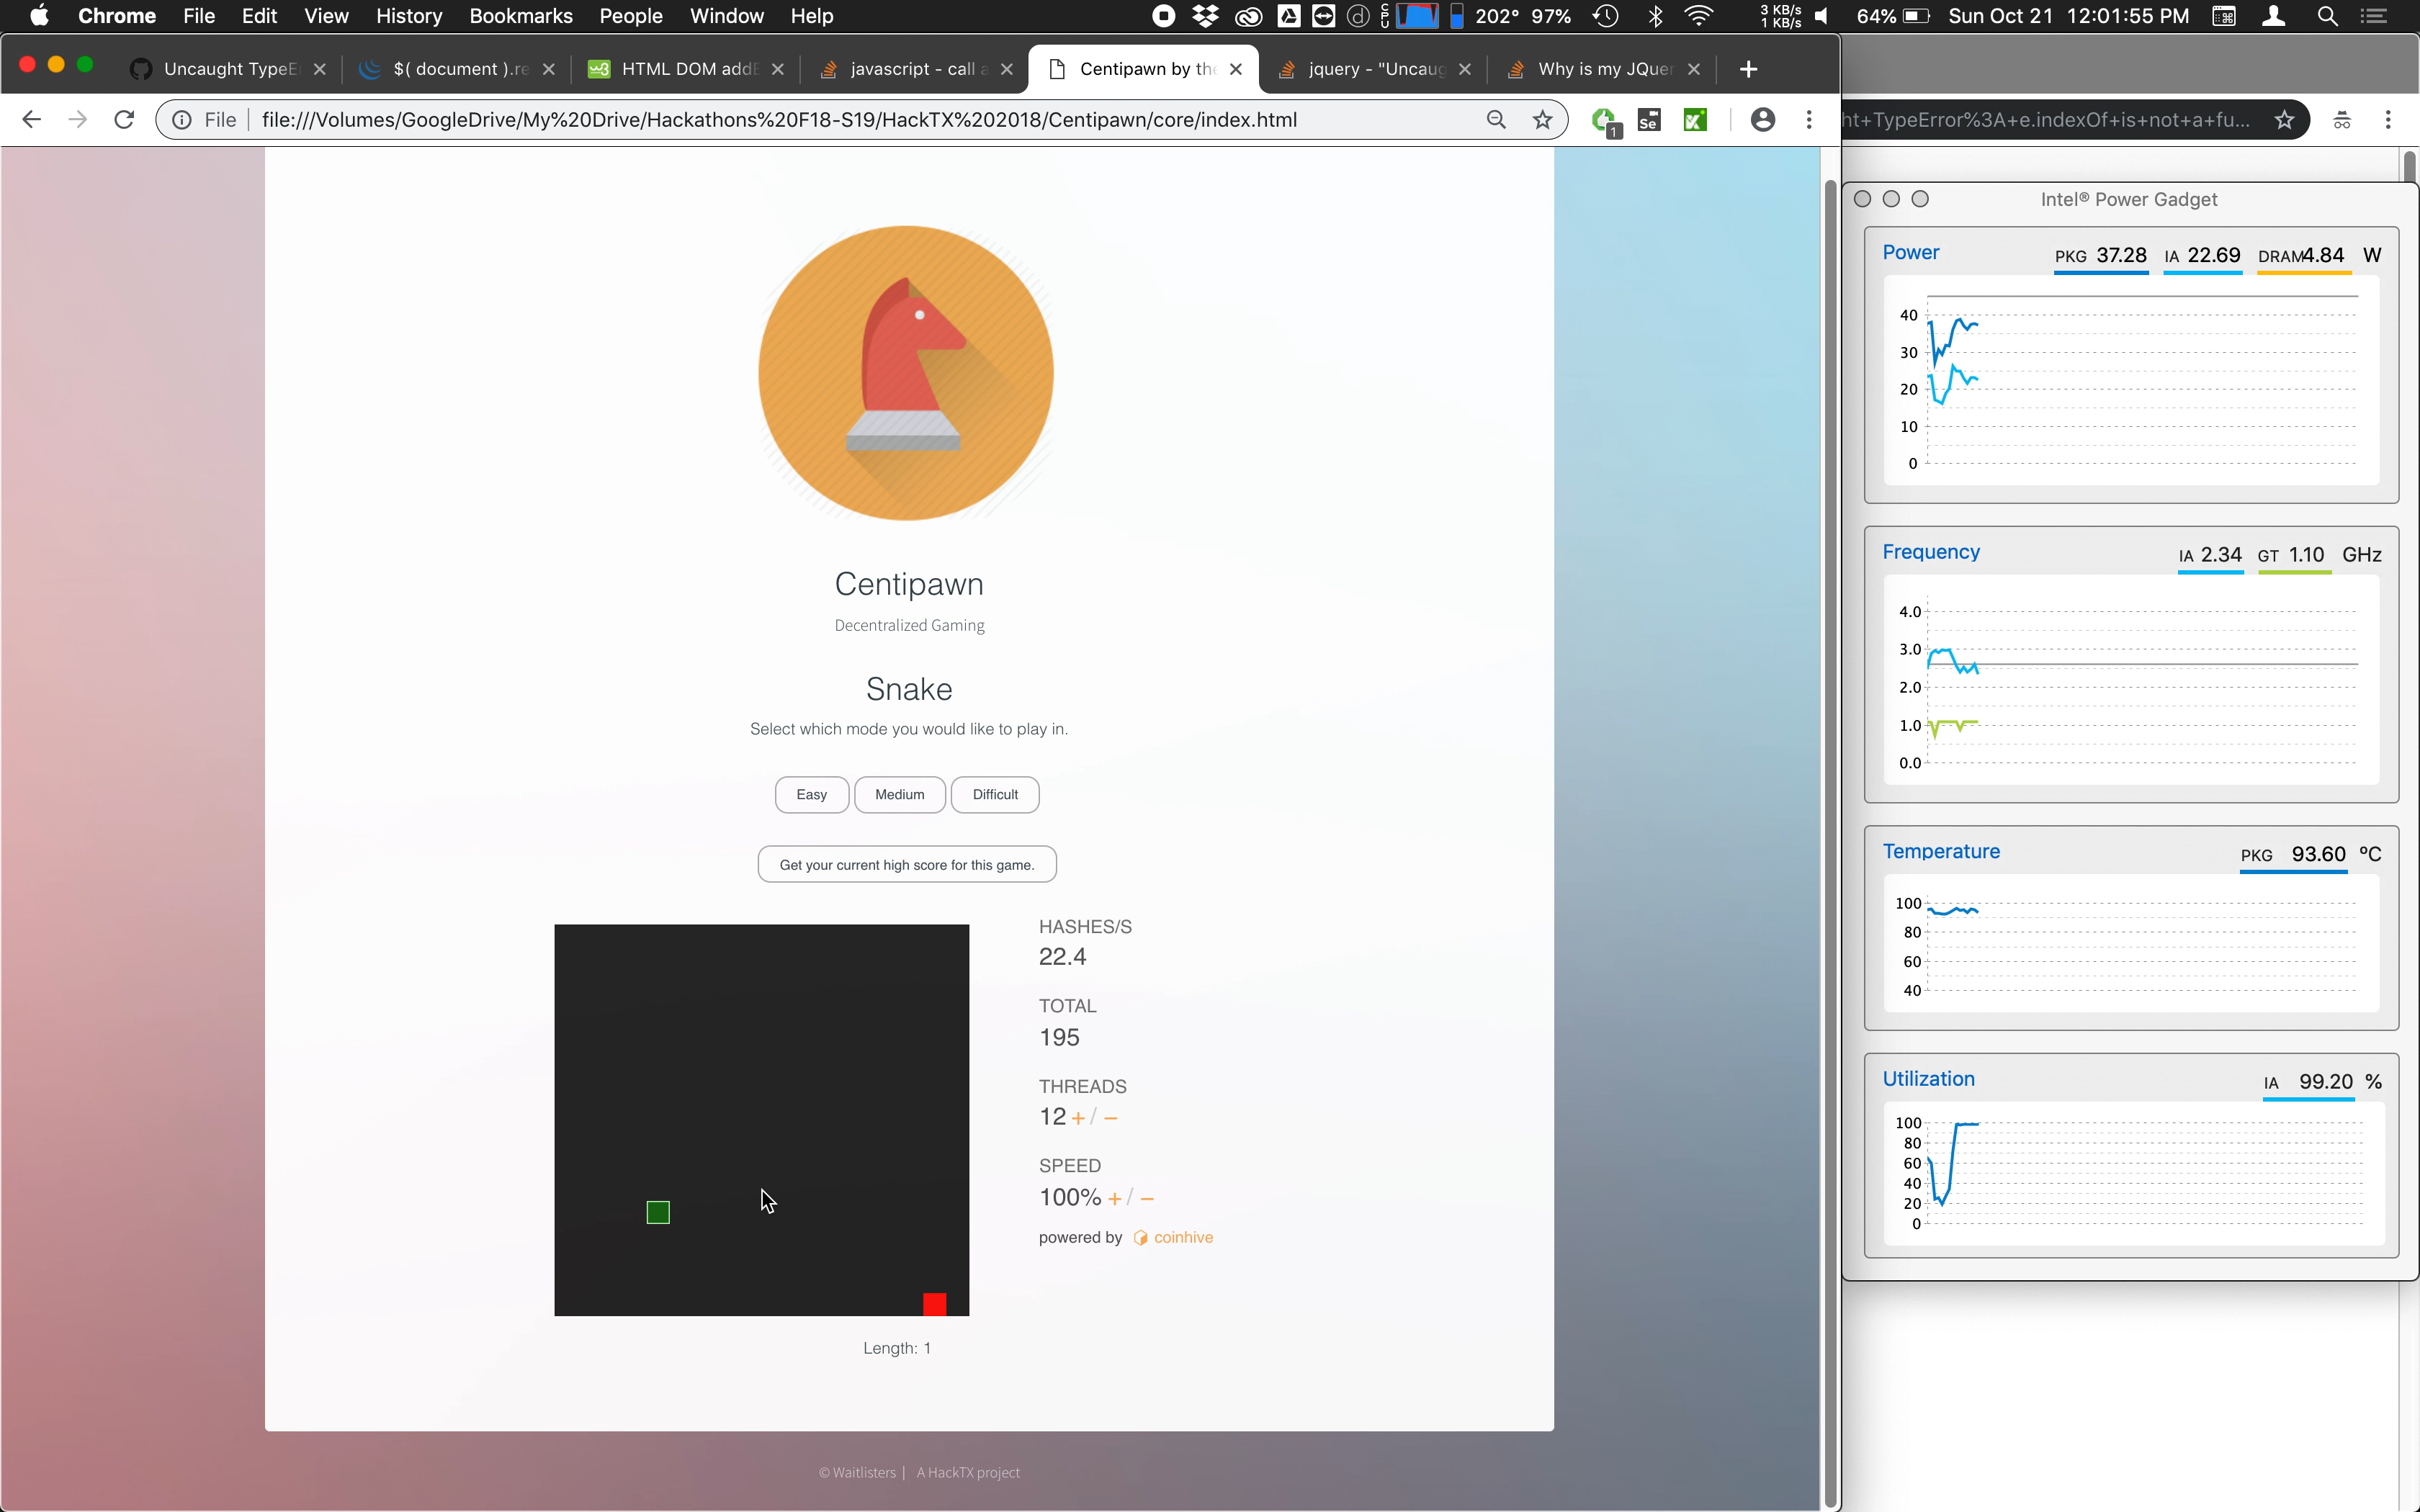 Chrome File Edit View History Bookmarks People Window Help
CPU 202° 97% 3 KB/s 1 KB/s 64% Sun Oct 21 12:01:55 PM
Uncaught TypeE
$( document ).re
HTML DOM addE
javascript - call a
Centipawn by the
jquery - "Uncaug
Why is my JQuer
File file:///Volumes/GoogleDrive/My%20Drive/Hackathons%20F18-S19/HackTX%202018/Centipawn/core/index.html
1
Se
ht+TypeError%3A+e.indexOf+is+not+a+fu...
Centipawn
Decentralized Gaming
Snake
Select which mode you would like to play in.
Easy Medium Difficult
Get your current high score for this game.
HASHES/S
22.4
TOTAL
195
THREADS
12 + / −
SPEED
100% + / −
powered by coinhive
Length: 1
© Waitlisters | A HackTX project
Intel® Power Gadget
Power PKG 37.28 IA 22.69 DRAM 4.84 W
40
30
20
10
0
Frequency IA 2.34 GT 1.10 GHz
4.0
3.0
2.0
1.0
0.0
Temperature PKG 93.60 ºC
100
80
60
40
Utilization IA 99.20 %
100
80
60
40
20
0